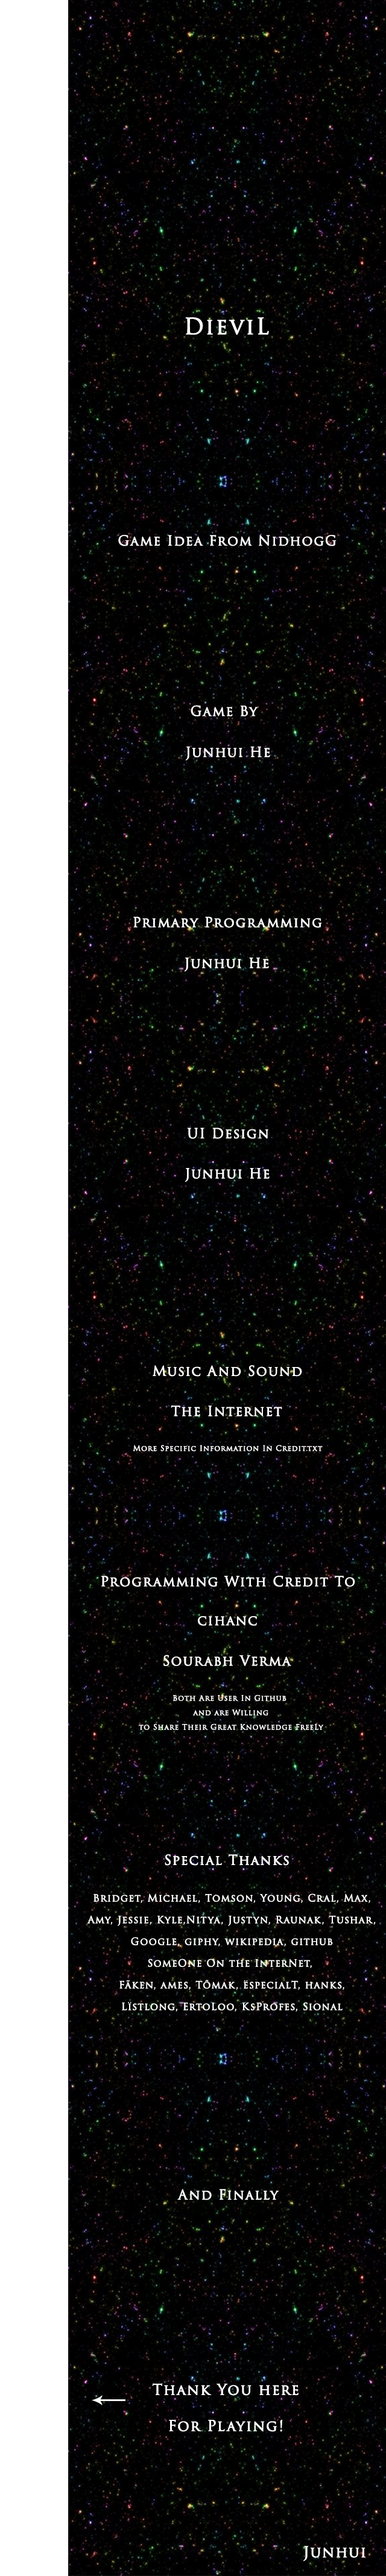 DieviL
Game Idea From NidhogG
Game By
Junhui He
Primary Programming
Junhui He
UI Design
Junhui He
Music And Sound
The Internet
More Specific Information In Credit.txt
Programming With Credit To
cihanc
Sourabh Verma
Both Are User In Github
and are Willing
to Share Their Great Knowledge Freely
Special Thanks
Bridget, Michael, Tomson, Young, Cral, Max,
Amy, Jessie, Kyle,Nitya, Justyn, Raunak, Tushar,
Google, giphy, wikipedia, github
SomeOne On the InterNet,
Faken, ames, Tomak, EspecialT, hanks,
Listlong, ErtoLoo, KsProfes, Sional
And Finally
Thank You here
For Playing!
Junhui